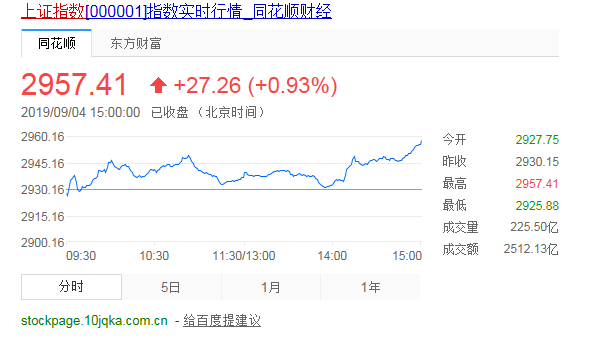 上证指数[000001]指数实时行情_同花顺财经
同花顺 东方财富
2957.41 +27.26 (+0.93%)
2019/09/04 15:00:00 已收盘 （北京时间）
2960.16
2945.16
2930.16
2915.16
2900.16
09:30 10:30 11:30/13:00 14:00 15:00
今开 2927.75
昨收 2930.15
最高 2957.41
最低 2925.88
成交量 225.50亿
成交额 2512.13亿
分时 5日 1月 1年
stockpage.10jqka.com.cn - 给百度提建议